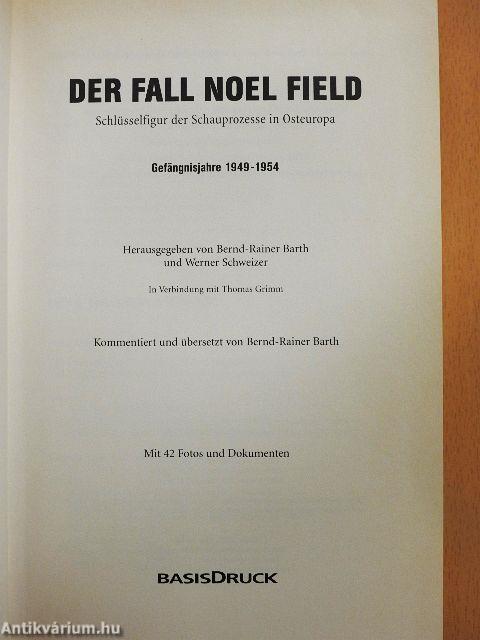 DER FALL NOEL FIELD
Schlüsselfigur der Schauprozesse in Osteuropa
Gefängnisjahre 1949-1954
Herausgegeben von Bernd-Rainer Barth
und Werner Schweizer
In Verbindung mit Thomas Grimm
Kommentiert und übersetzt von Bernd-Rainer Barth
Mit 42 Fotos und Dokumenten
BASISDRUCK
Antikvárium.hu